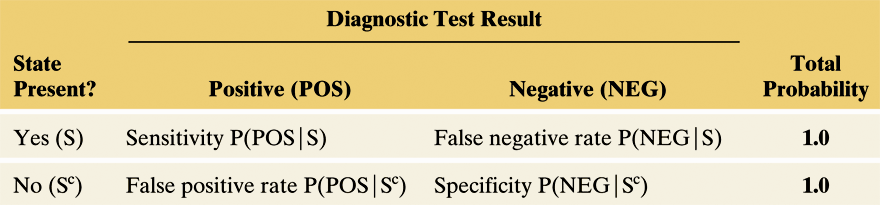 Diagnostic Test Result
State Present? Positive (POS) Negative (NEG) Total Probability
Yes (S) Sensitivity P(POS|S) False negative rate P(NEG|S) 1.0
No (Sᶜ) False positive rate P(POS|Sᶜ) Specificity P(NEG|Sᶜ) 1.0